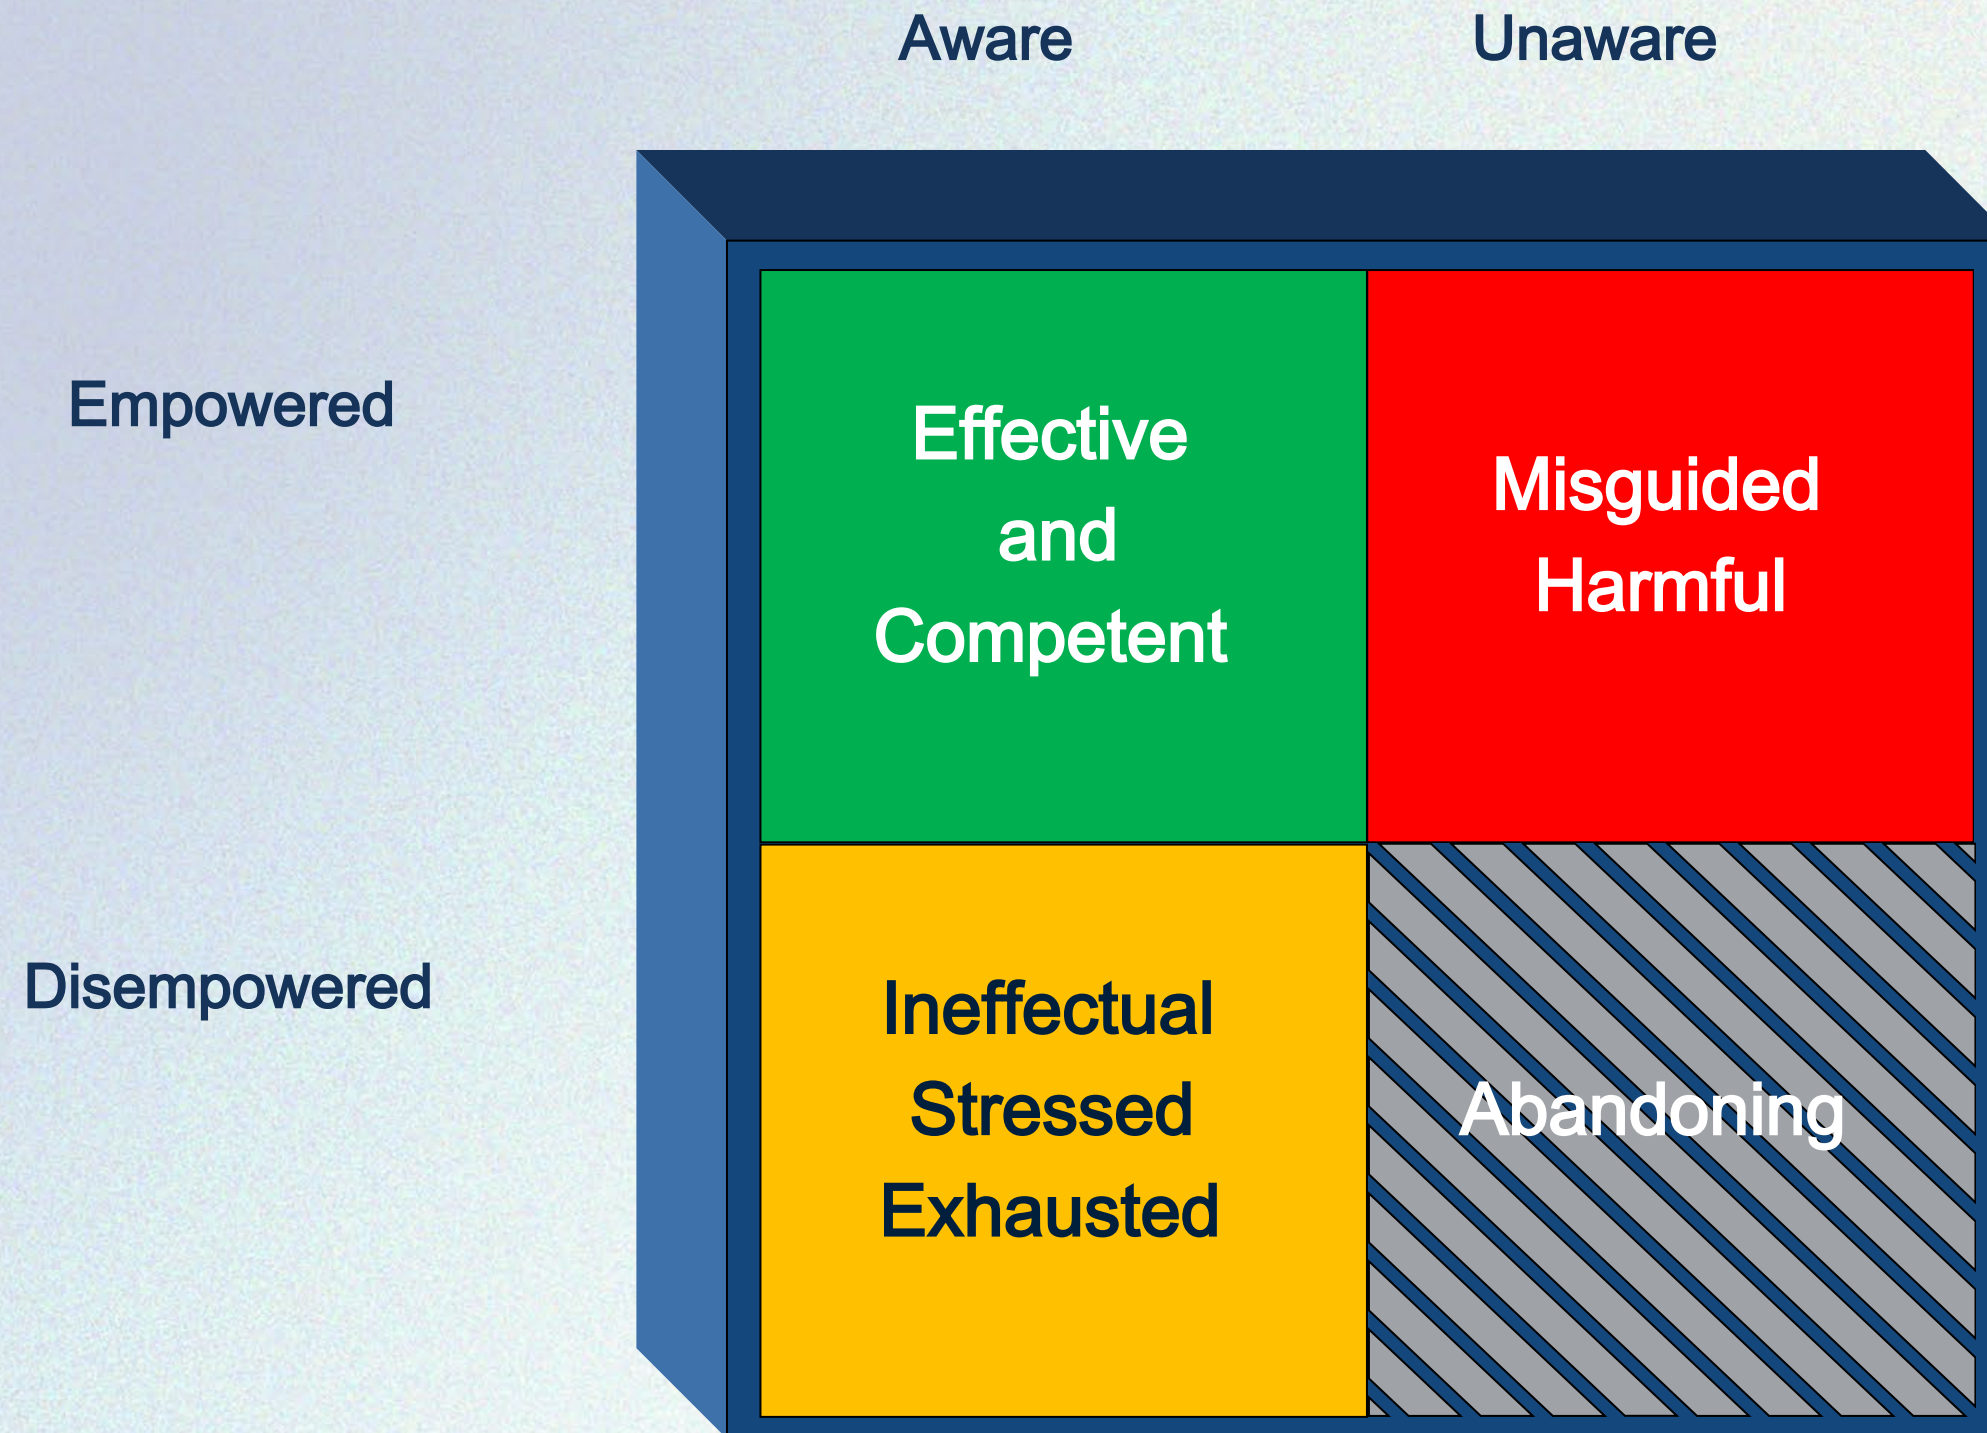 Aware
Unaware
Empowered
Effective
and
Competent
Misguided
Harmful
Disempowered
Ineffectual
Stressed
Exhausted
Abandoning